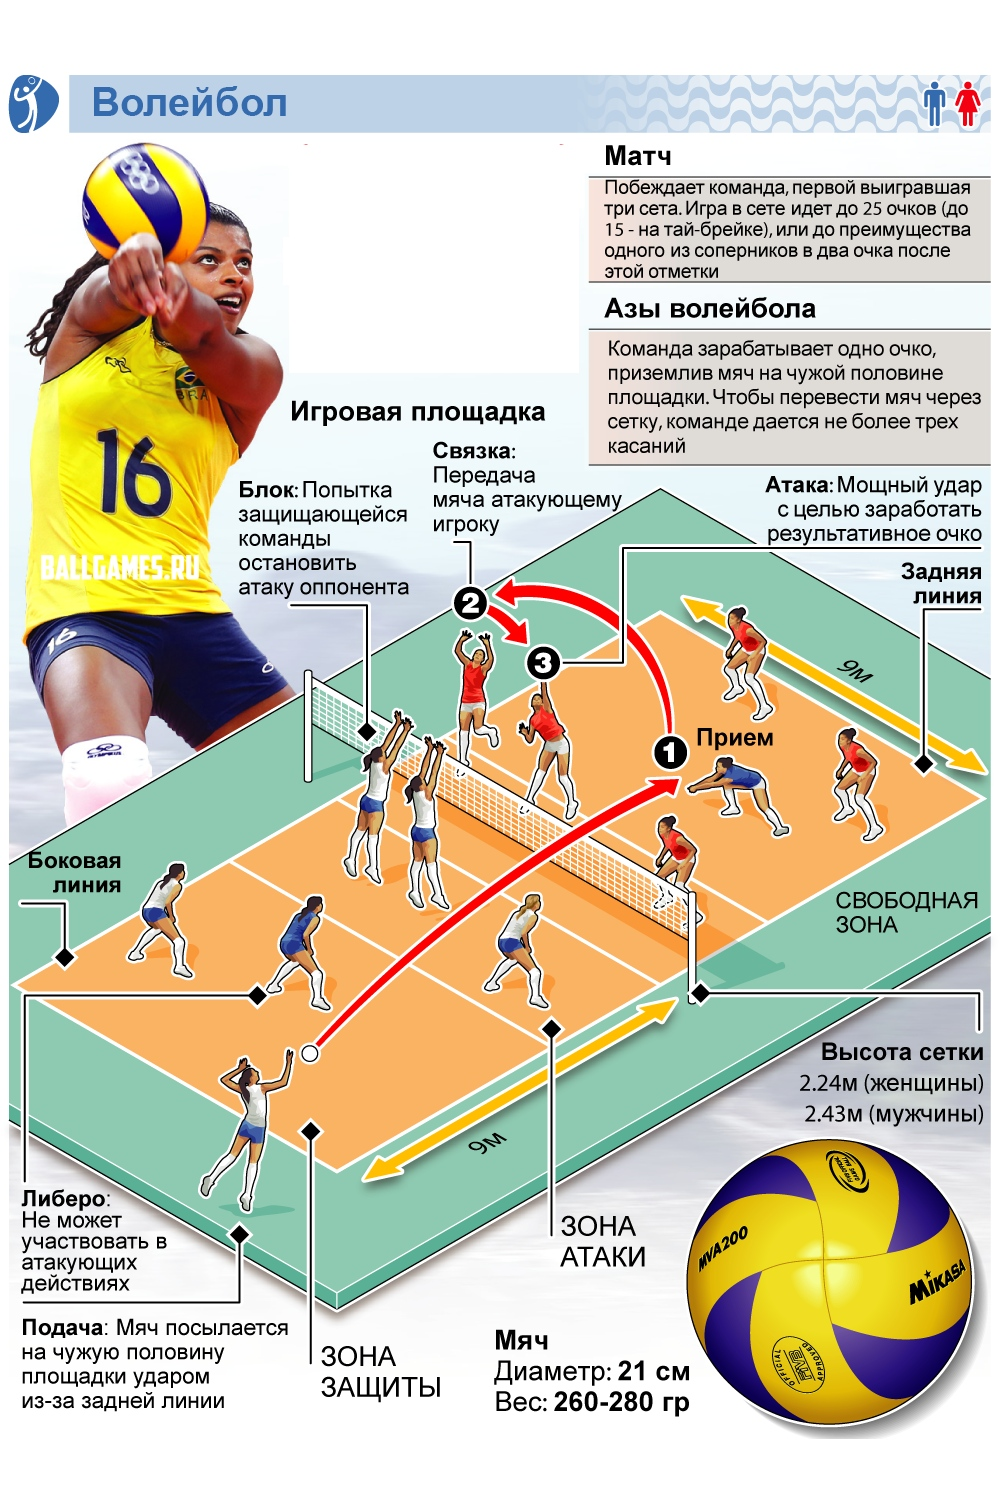 Волейбол
Матч
Побеждает команда, первой выигравшая
три сета. Игра в сете идет до 25 очков (до
15 - на тай-брейке), или до преимущества
одного из соперников в два очка после
этой отметки
Азы волейбола
Команда зарабатывает одно очко,
приземлив мяч на чужой половине
площадки. Чтобы перевести мяч через
сетку, команде дается не более трех
касаний
BRA
16
BALLGAMES.RU
16
OLYMPIKUS
Игровая площадка
Связка:
Передача
мяча атакующему
игроку
Блок: Попытка
защищающейся
команды
остановить
атаку оппонента
Атака: Мощный удар
с целью заработать
результативное очко
Задняя
линия
2
3
1
Прием
9м
Боковая
линия
СВОБОДНАЯ
ЗОНА
Высота сетки
2.24м (женщины)
2.43м (мужчины)
9м
Либеро:
Не может
участвовать в
атакующих
действиях
ЗОНА
АТАКИ
Подача: Мяч посылается
на чужую половину
площадки ударом
из-за задней линии
ЗОНА
ЗАЩИТЫ
Мяч
Диаметр: 21 см
Вес: 260-280 гр
MVA200
MIKASA
OFFICIAL
FIVB
APPROVED